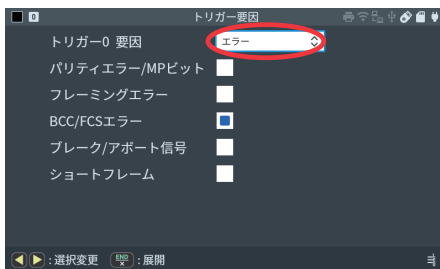 0 トリガー要因
トリガー0 要因 エラー
パリティエラー/MPビット
フレーミングエラー
BCC/FCSエラー
ブレーク/アボート信号
ショートフレーム
:選択変更 END × :展開